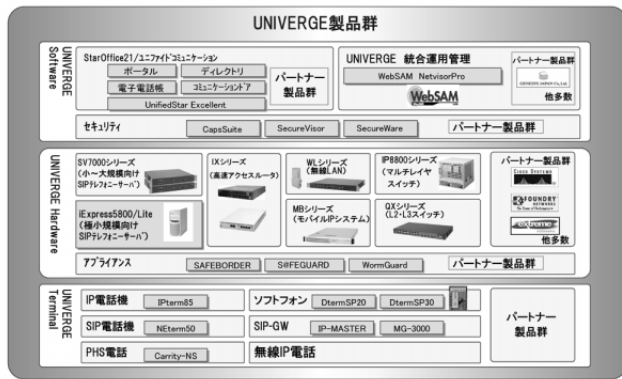 UNIVERGE製品群
UNIVERGE Software
StarOffice21/ユニファイドコミュニケーション
ポータル
ディレクトリ
電子電話帳
コミュニケーションドア
UnifiedStar Excellent
パートナー
製品群
UNIVERGE 統合運用管理
WebSAM NetvisorPro
WebSAM
パートナー製品群
他多数
セキュリティ
CapsSuite
SecureVisor
SecureWare
パートナー製品群
UNIVERGE Hardware
SV7000シリーズ
(小~大規模向け
SIPテレフォニーサーバ)
IXシリーズ
(高速アクセスルータ)
WLシリーズ
(無線LAN)
IP8800シリーズ
(マルチレイヤ
スイッチ)
パートナー製品群
CISCO SYSTEMS
FOUNDRY
NETWORKS
extreme
他多数
iExpress5800/Lite
(極小規模向け
SIPテレフォニーサーバ)
MBシリーズ
(モバイルIPシステム)
QXシリーズ
(L2・L3スイッチ)
アプライアンス
SAFEBORDER
S@FEGUARD
WormGuard
パートナー製品群
UNIVERGE Terminal
IP電話機
IPterm85
ソフトフォン
DtermSP20
DtermSP30
SIP電話機
NEterm50
SIP-GW
IP-MASTER
MG-3000
PHS電話
Carrity-NS
無線IP電話
パートナー
製品群